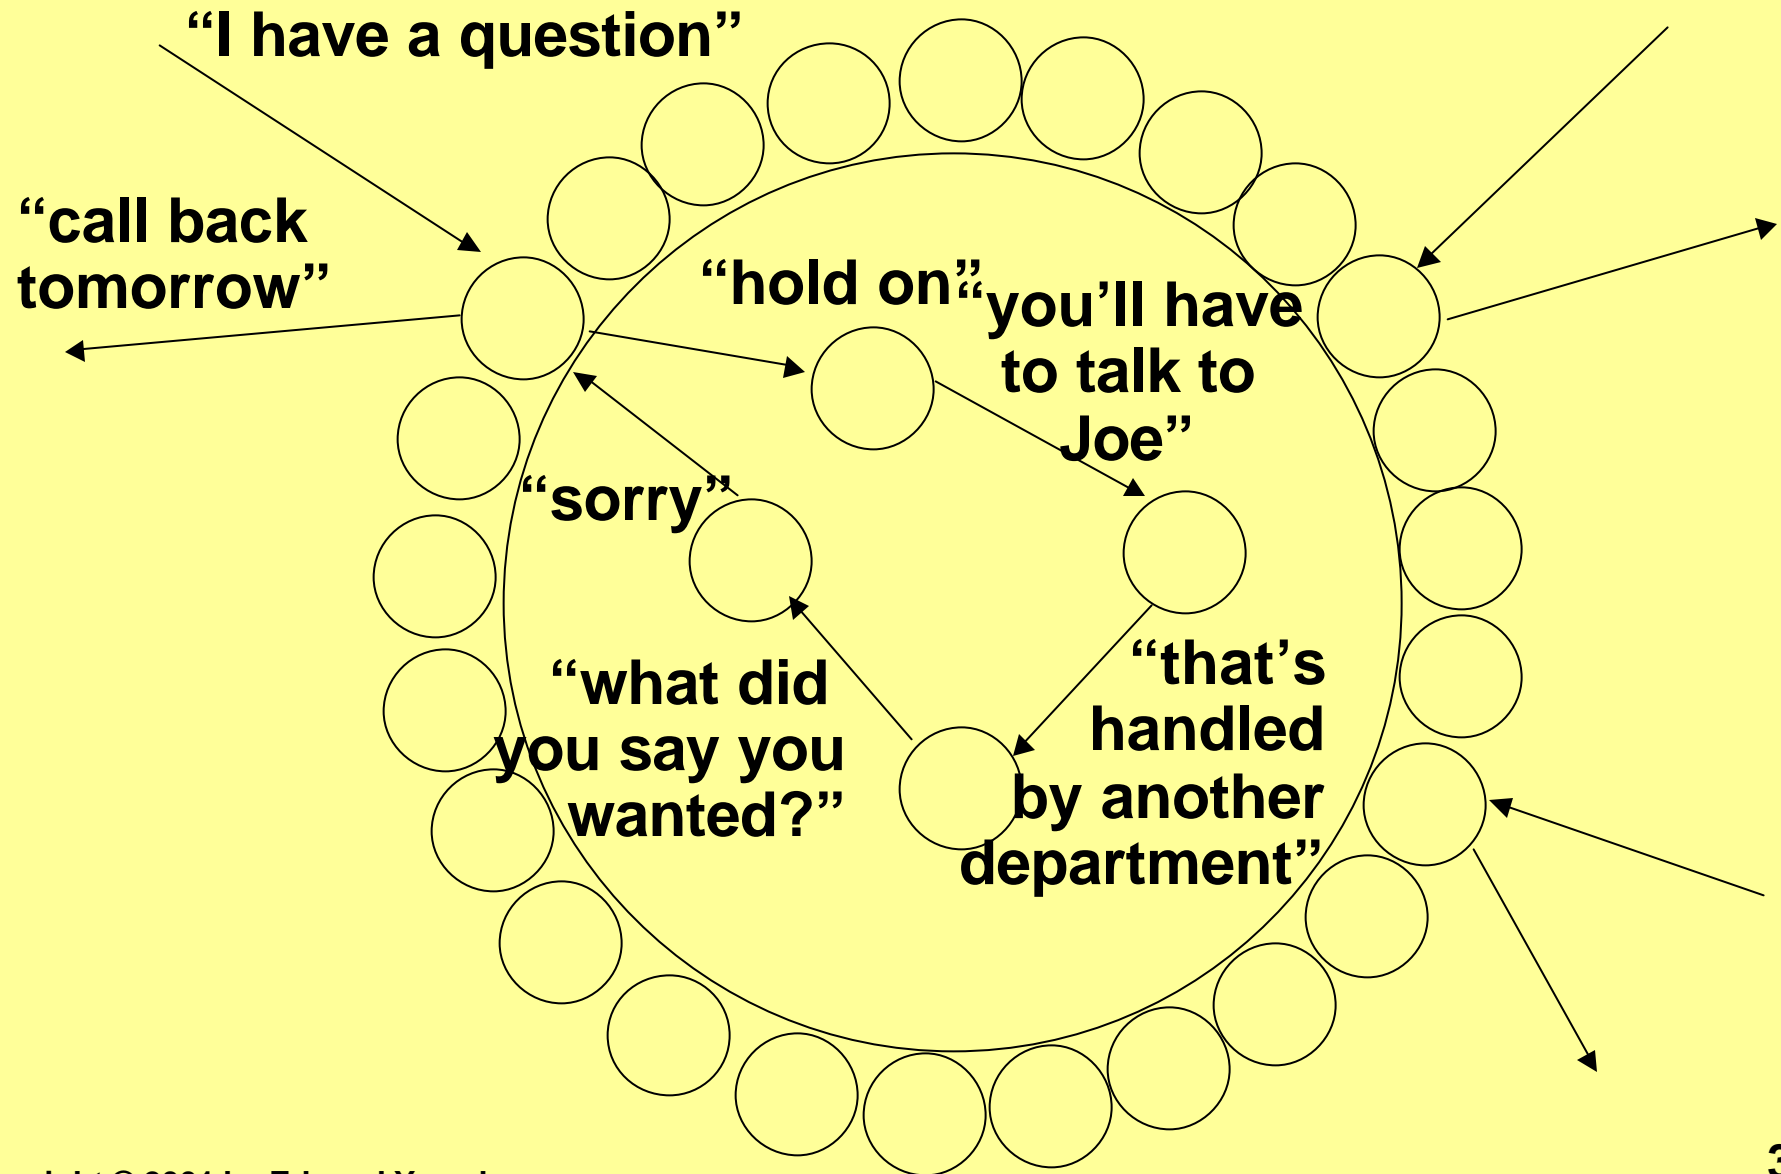 “I have a question”
“call back
tomorrow”
“hold on”
“you’ll have
to talk to
Joe”
“sorry”
“that’s
handled
by another
department”
“what did
you say you
wanted?”